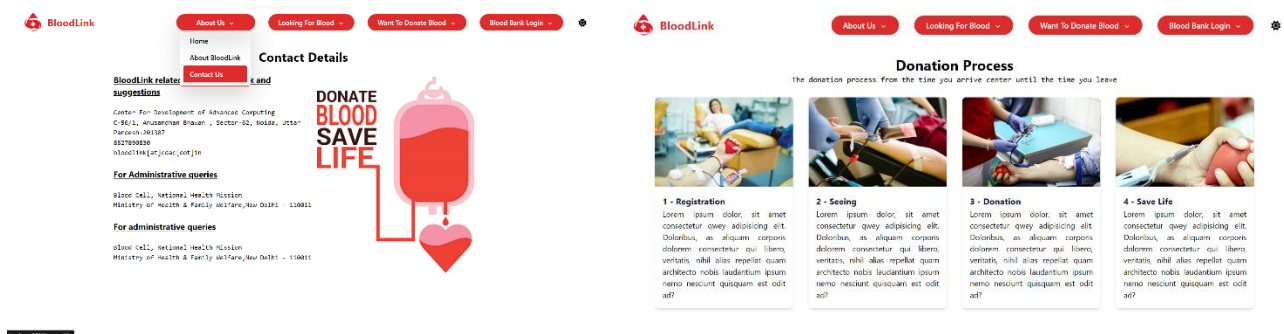 BloodLink
About Us
Looking For Blood
Want To Donate Blood
Blood Bank Login
Home
About BloodLink
Contact Us
Contact Details
BloodLink relate k and
suggestions
Center For Development of Advanced Computing
C-56/1, Anusandhan Bhavan , Sector-62, Noida, Uttar
Pardesh-201307
bloodlink[at]cdac[dot]in
For Administrative queries
Blood Cell, National Health Mission
Ministry of Health & Family Welfare,New Delhi - 110011
For administrative queries
Blood Cell, National Health Mission
Ministry of Health & Family Welfare,New Delhi - 110011
DONATE
BLOOD
SAVE
LIFE
BloodLink
About Us
Looking For Blood
Want To Donate Blood
Blood Bank Login
Donation Process
The donation process from the time you arrive center until the time you leave
1 - Registration
Lorem ipsum dolor, sit amet
consectetur qwey adipisicing elit.
Doloribus, as aliquam corporis
dolorem consectetur qui libero,
veritatis, nihil alias repellat quam
architecto nobis laudantium ipsum
nemo nesciunt quisquam est odit
ad?
2 - Seeing
Lorem ipsum dolor, sit amet
consectetur qwey adipisicing elit.
Doloribus, as aliquam corporis
dolorem consectetur qui libero,
veritatis, nihil alias repellat quam
architecto nobis laudantium ipsum
nemo nesciunt quisquam est odit
ad?
3 - Donation
Lorem ipsum dolor, sit amet
consectetur qwey adipisicing elit.
Doloribus, as aliquam corporis
dolorem consectetur qui libero,
veritatis, nihil alias repellat quam
architecto nobis laudantium ipsum
nemo nesciunt quisquam est odit
ad?
4 - Save Life
Lorem ipsum dolor, sit amet
consectetur qwey adipisicing elit.
Doloribus, as aliquam corporis
dolorem consectetur qui libero,
veritatis, nihil alias repellat quam
architecto nobis laudantium ipsum
nemo nesciunt quisquam est odit
ad?